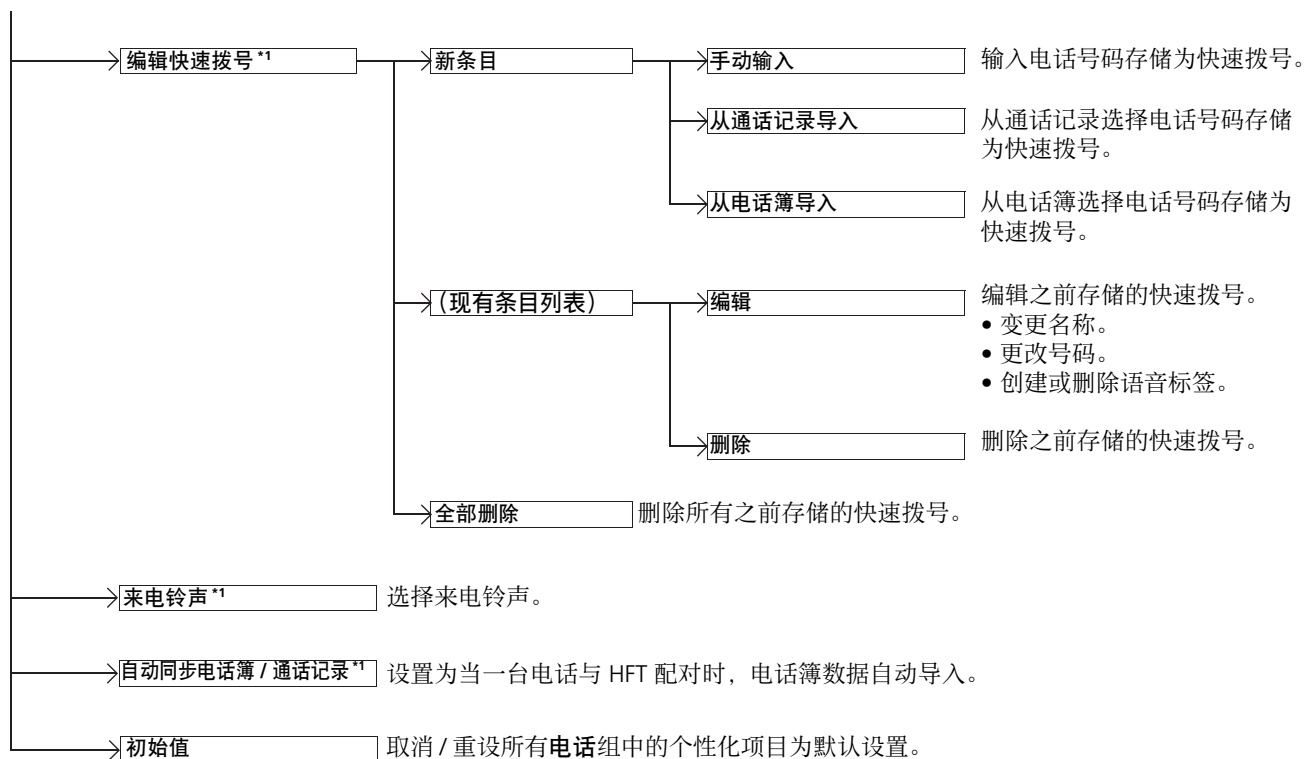 编辑快速拨号 *1
新条目
手动输入
输入电话号码存储为快速拨号。
从通话记录导入
从通话记录选择电话号码存储
为快速拨号。
从电话簿导入
从电话簿选择电话号码存储为
快速拨号。
（现有条目列表）
编辑
编辑之前存储的快速拨号。
• 变更名称。
• 更改号码。
• 创建或删除语音标签。
删除
删除之前存储的快速拨号。
全部删除
删除所有之前存储的快速拨号。
来电铃声 *1
选择来电铃声。
自动同步电话簿 / 通话记录 *1
设置为当一台电话与 HFT 配对时，电话簿数据自动导入。
初始值
取消 / 重设所有电话组中的个性化项目为默认设置。